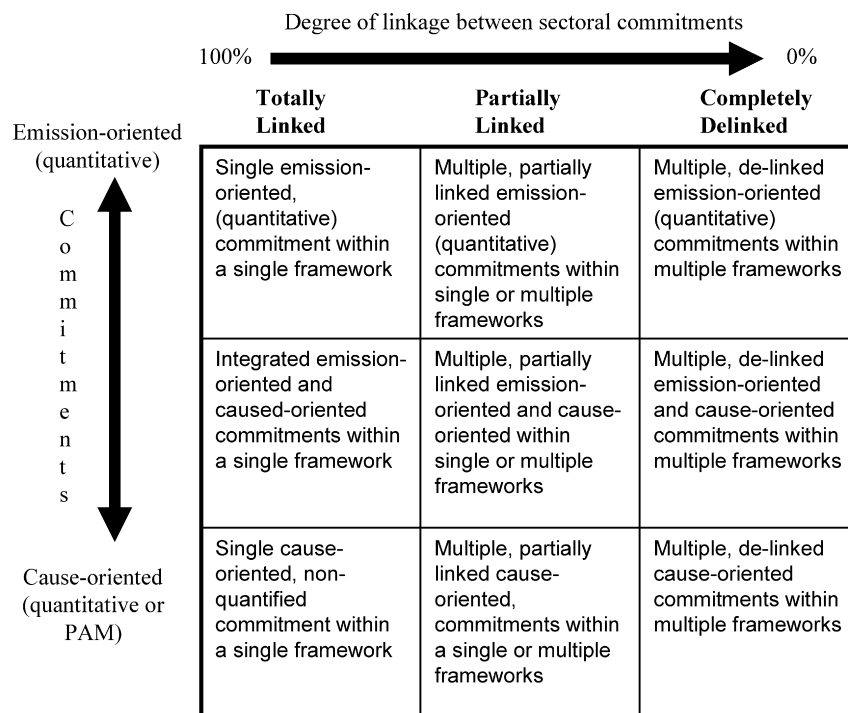 Degree of linkage between sectoral commitments
100%
0%
Totally
Linked
Partially
Linked
Completely
Delinked
Emission-oriented
(quantitative)
Commitments
Cause-oriented
(quantitative or
PAM)
Single emission-
oriented,
(quantitative)
commitment within
a single framework
Multiple, partially
linked emission-
oriented
(quantitative)
commitments within
single or multiple
frameworks
Multiple, de-linked
emission-oriented
(quantitative)
commitments within
multiple frameworks
Integrated emission-
oriented and
caused-oriented
commitments within
a single framework
Multiple, partially
linked emission-
oriented and cause-
oriented within
single or multiple
frameworks
Multiple, de-linked
emission-oriented
and cause-oriented
commitments within
multiple frameworks
Single cause-
oriented, non-
quantified
commitment within
a single framework
Multiple, partially
linked cause-
oriented,
commitments within
a single or multiple
frameworks
Multiple, de-linked
cause-oriented
commitments within
multiple frameworks